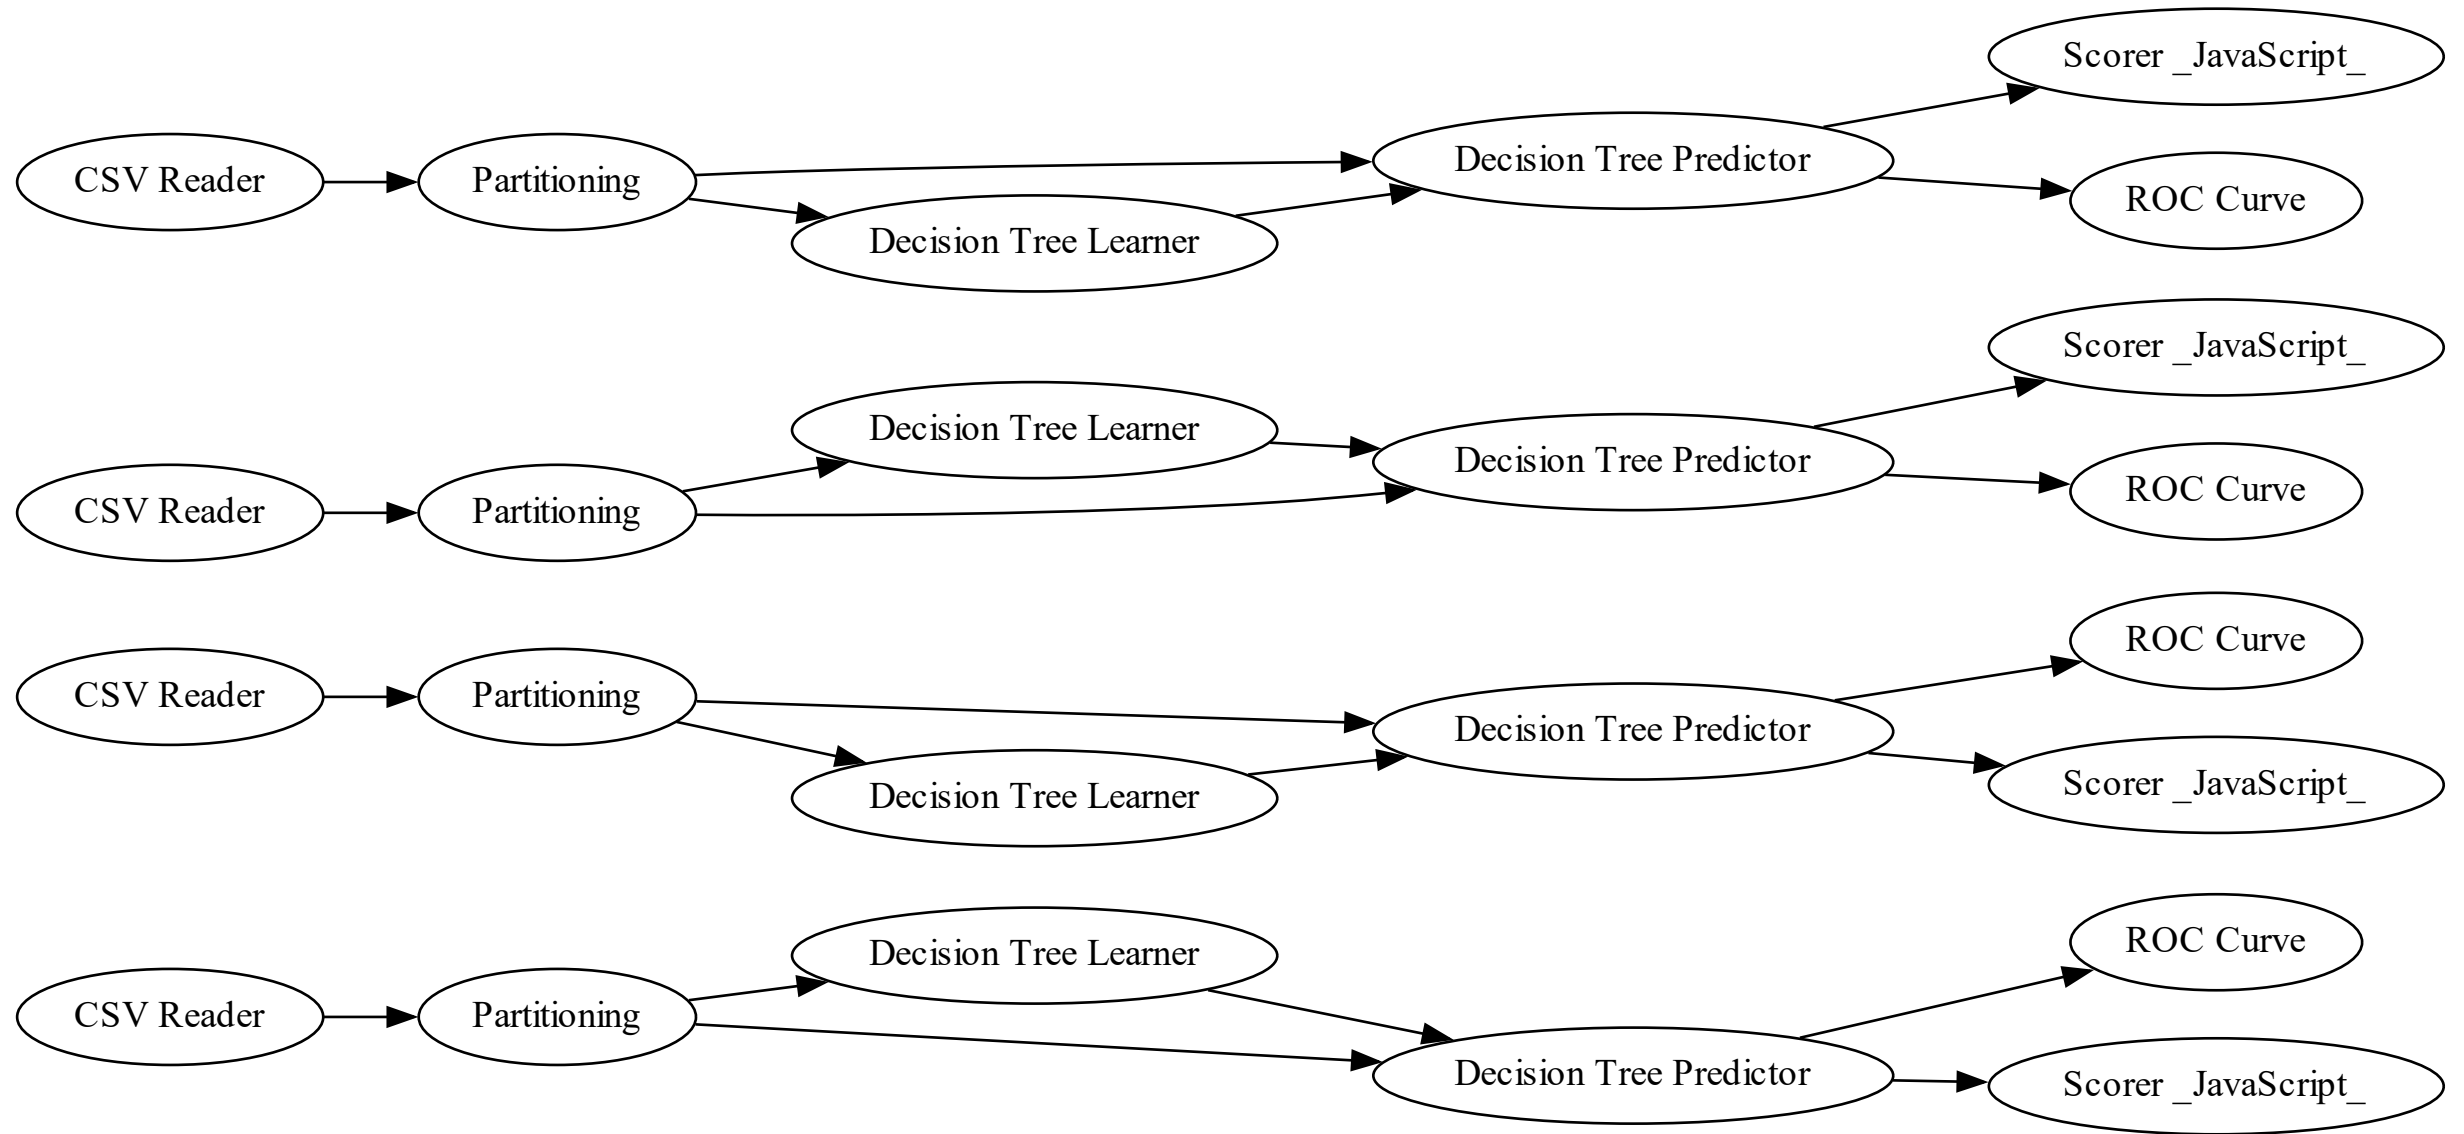 Scorer _JavaScript_
CSV Reader
Partitioning
Decision Tree Predictor
Decision Tree Learner
ROC Curve
Scorer _JavaScript_
CSV Reader
Partitioning
Decision Tree Learner
Decision Tree Predictor
ROC Curve
CSV Reader
Partitioning
Decision Tree Predictor
Decision Tree Learner
ROC Curve
Scorer _JavaScript_
CSV Reader
Partitioning
Decision Tree Learner
Decision Tree Predictor
ROC Curve
Scorer _JavaScript_